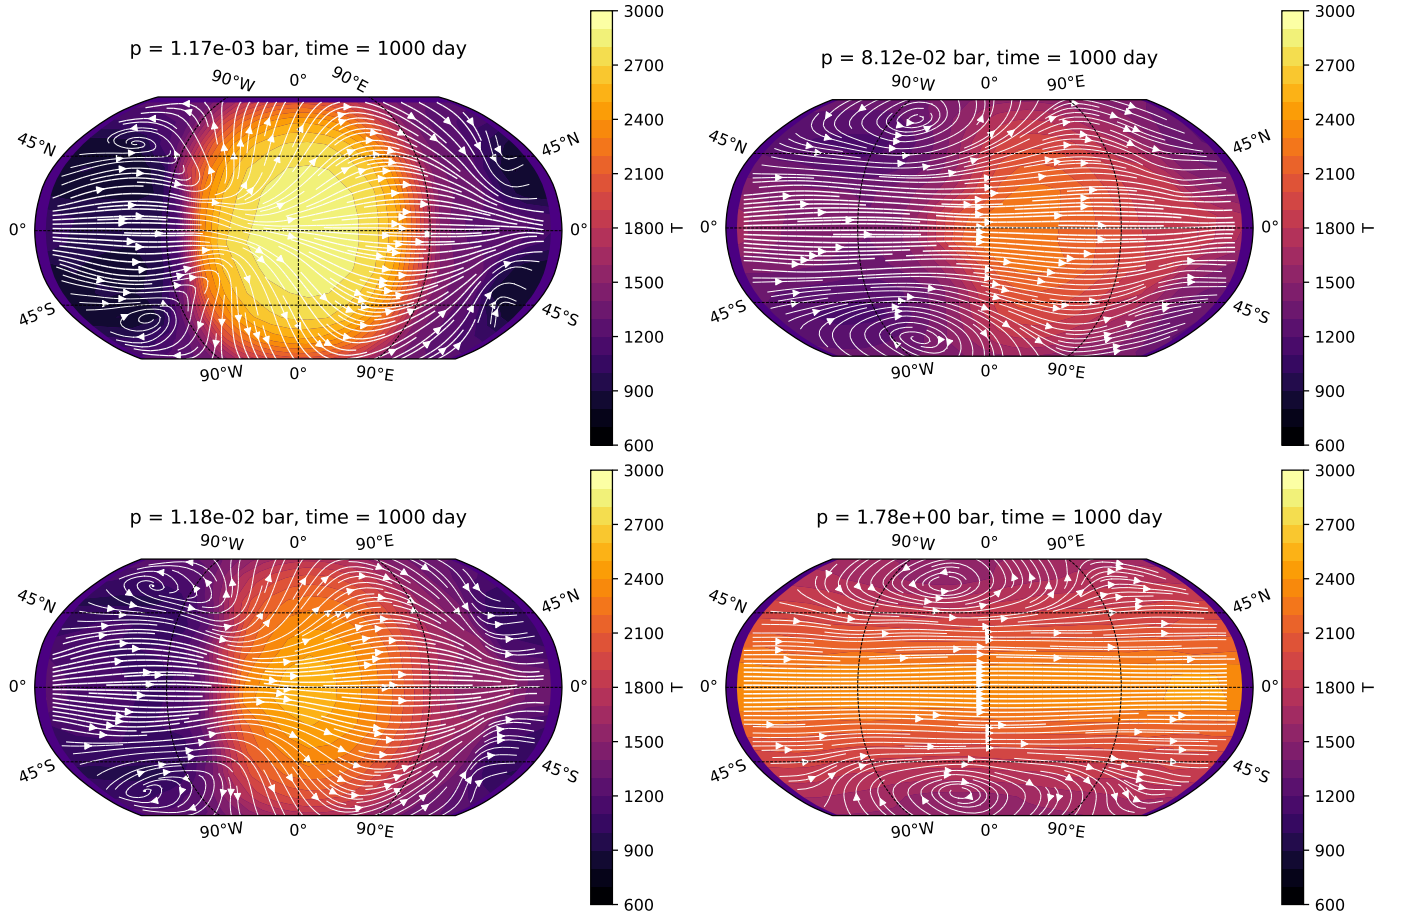 p = 1.17e-03 bar, time = 1000 day
90°W 0° 90°E
45°N 45°N
0° 0°
45°S 45°S
90°W 0° 90°E
3000
2700
2400
2100
1800 T
1500
1200
900
600
p = 8.12e-02 bar, time = 1000 day
90°W 0° 90°E
45°N 45°N
0° 0°
45°S 45°S
90°W 0° 90°E
3000
2700
2400
2100
1800 T
1500
1200
900
600
p = 1.18e-02 bar, time = 1000 day
90°W 0° 90°E
45°N 45°N
0° 0°
45°S 45°S
90°W 0° 90°E
3000
2700
2400
2100
1800 T
1500
1200
900
600
p = 1.78e+00 bar, time = 1000 day
90°W 0° 90°E
45°N 45°N
0° 0°
45°S 45°S
90°W 0° 90°E
3000
2700
2400
2100
1800 T
1500
1200
900
600